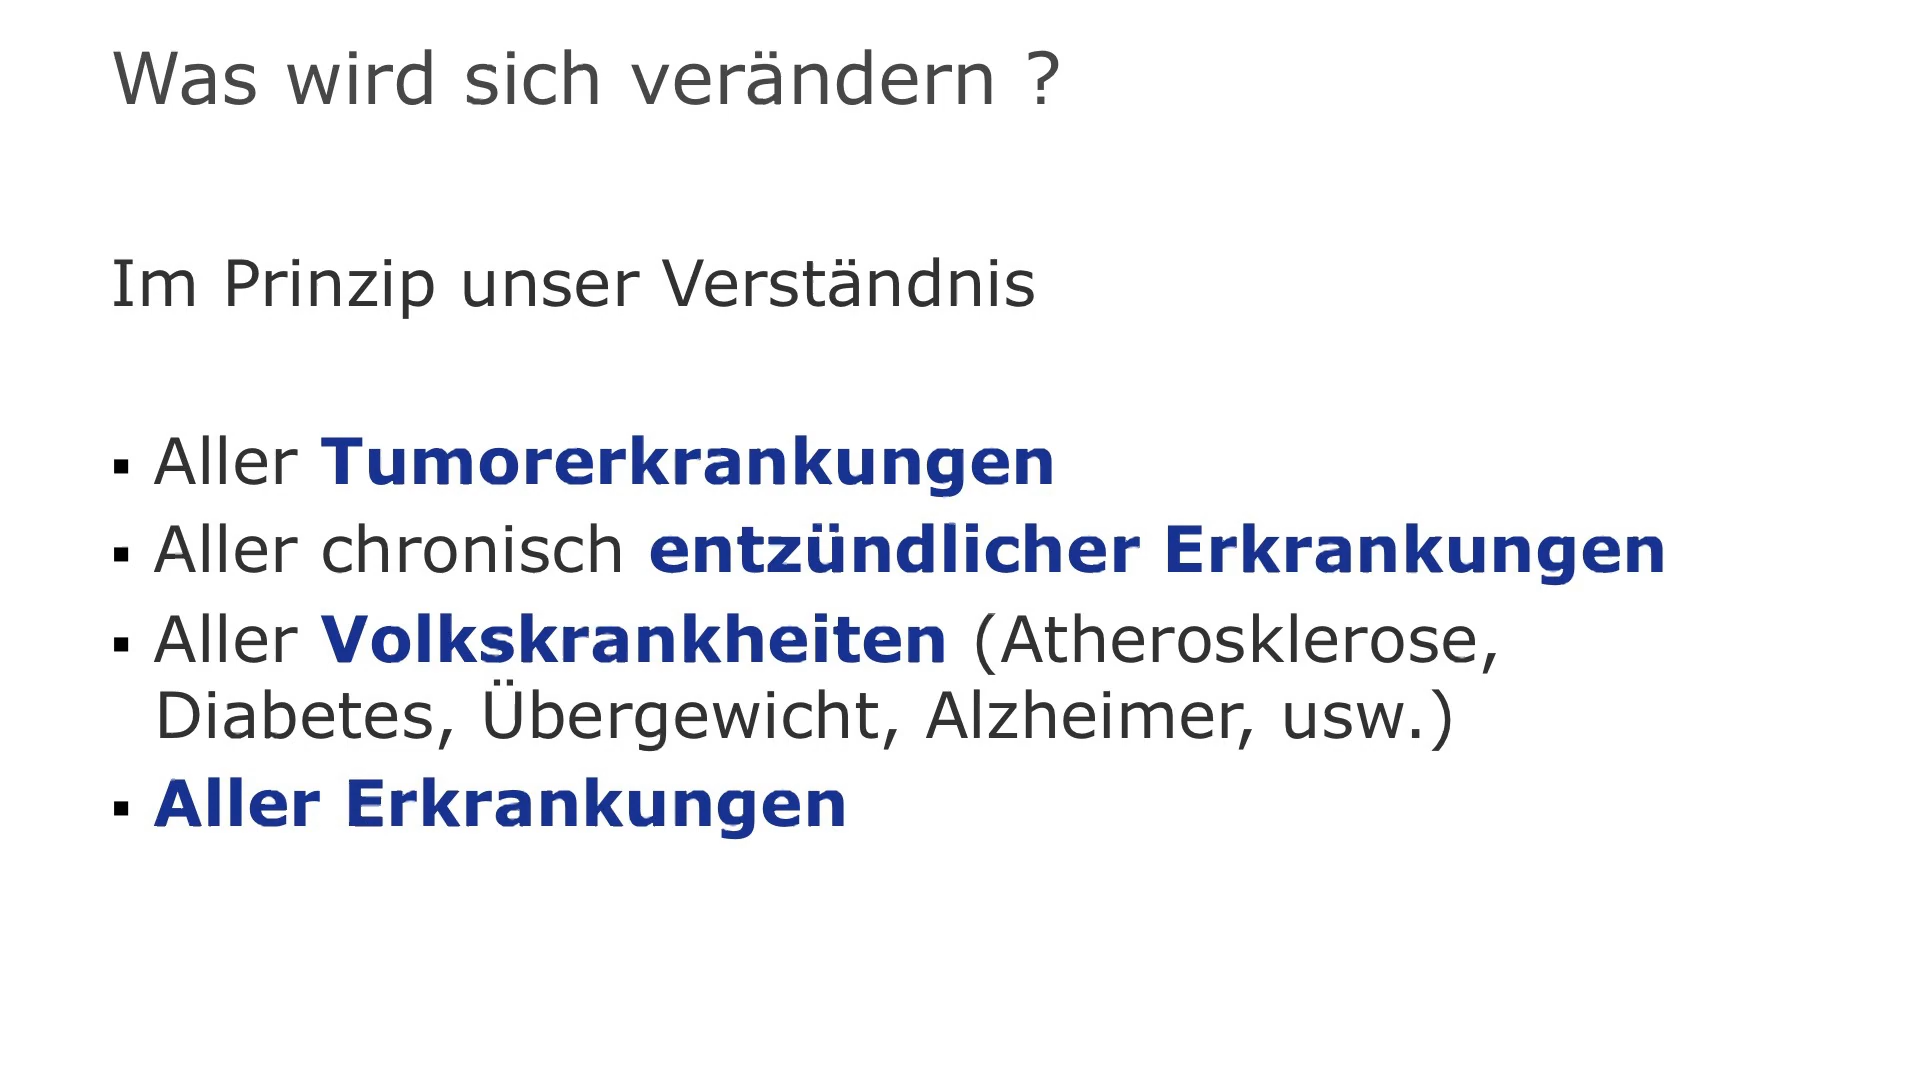 Was wird sich verändern ?
Im Prinzip unser Verständnis
▪ Aller Tumorerkrankungen
▪ Aller chronisch entzündlicher Erkrankungen
▪ Aller Volkskrankheiten (Atherosklerose,
Diabetes, Übergewicht, Alzheimer, usw.)
▪ Aller Erkrankungen